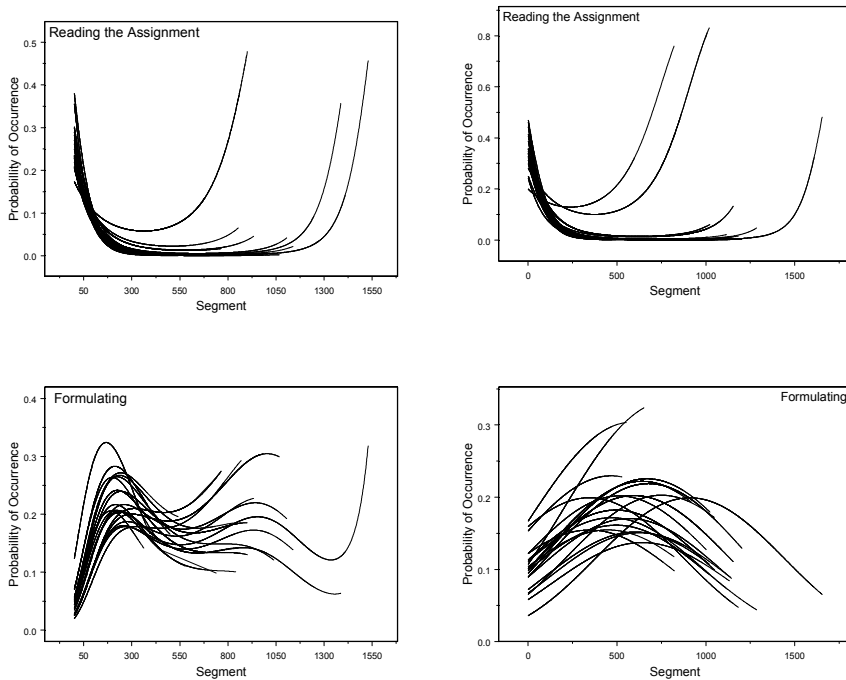 Reading the Assignment
Probability of Occurrence
0.5
0.4
0.3
0.2
0.1
0.0
50 300 550 800 1050 1300 1550
Segment
Reading the Assignment
Probability of Occurrence
0.8
0.6
0.4
0.2
0.0
0 500 1000 1500
Segment
Formulating
Probability of Occurrence
0.4
0.3
0.2
0.1
0.0
50 300 550 800 1050 1300 1550
Segment
Formulating
Probability of Occurrence
0.3
0.2
0.1
0.0
0 500 1000 1500
Segment